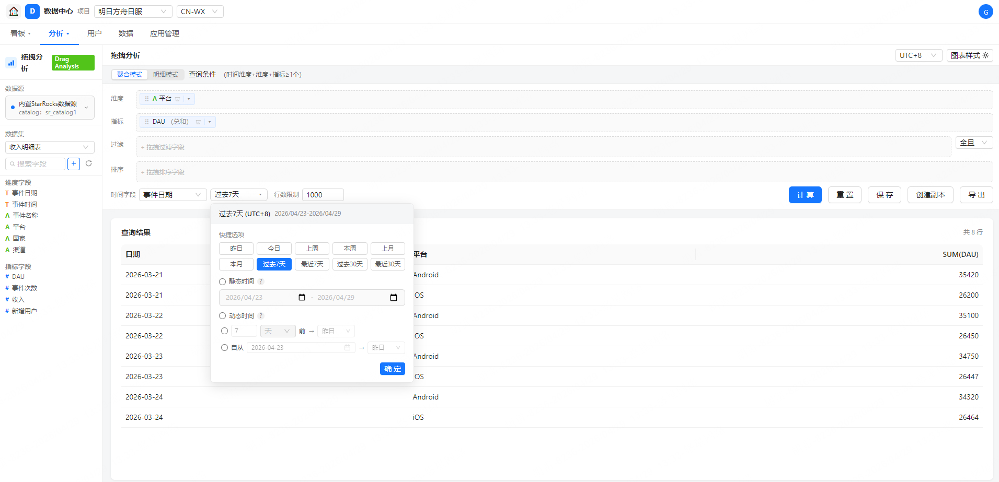 D 数据中心 项目 明日方舟日服 CN-WX G
看板 分析 用户 数据 应用管理
拖拽分析 Drag Analysis
数据源
内置StarRocks数据源
catalog: sr_catalog1
数据集
收入明细表
搜索字段 +
维度字段
T 事件日期
T 事件时间
A 事件名称
A 平台
A 国家
A 渠道
指标字段
# DAU
# 事件次数
# 收入
# 新增用户
拖拽分析 UTC+8 图表样式
聚合模式 明细模式 查询条件 (时间维度+维度+指标≥1个)
维度 A 平台
指标 DAU (总和)
过滤 + 拖拽过滤字段 全且
排序 + 拖拽排序字段
时间字段 事件日期 过去7天 行数限制 1000 计 算 重 置 保 存 创建副本 导 出
过去7天 (UTC+8) 2026/04/23-2026/04/29
快捷选项
昨日 今日 上周 本周 上月
本月 过去7天 最近7天 过去30天 最近30天
静态时间 ?
2026/04/23 - 2026/04/29
动态时间 ?
7 天 前 → 昨日
自从 2026-04-23 → 昨日
确 定
查询结果 共 8 行
日期 平台 SUM(DAU)
2026-03-21 Android 35420
2026-03-21 OS 26200
2026-03-22 Android 35100
2026-03-22 OS 26450
2026-03-23 Android 34750
2026-03-23 OS 26447
2026-03-24 Android 34320
2026-03-24 iOS 26464